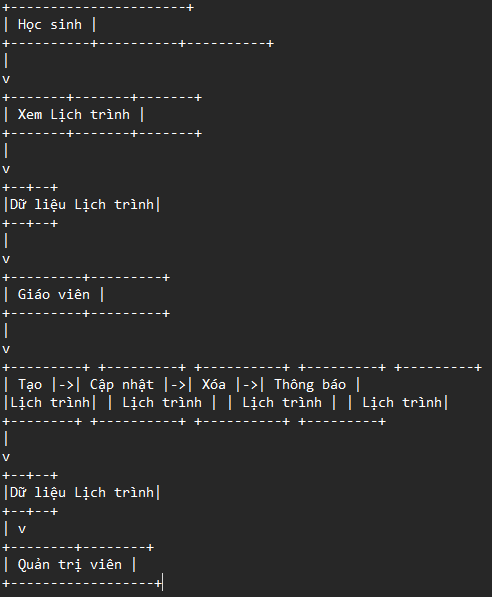 +----------------------+
| Học sinh |
+----------+----------+----------+
|
v
+-------+-------+-------+
| Xem Lịch trình |
+-------+-------+-------+
|
v
+--+--+
|Dữ liệu Lịch trình|
+--+--+
|
v
+---------+---------+
| Giáo viên |
+---------+---------+
|
v
+---------+ +---------+ +----------+ +---------+ +---------+
| Tạo |->| Cập nhật |->| Xóa |->| Thông báo |
|Lịch trình| | Lịch trình | | Lịch trình | | Lịch trình|
+--------+ +----------+ +----------+ +---------+
|
v
+--+--+
|Dữ liệu Lịch trình|
+--+--+
| v
+--------+--------+
| Quản trị viên |
+------------------+